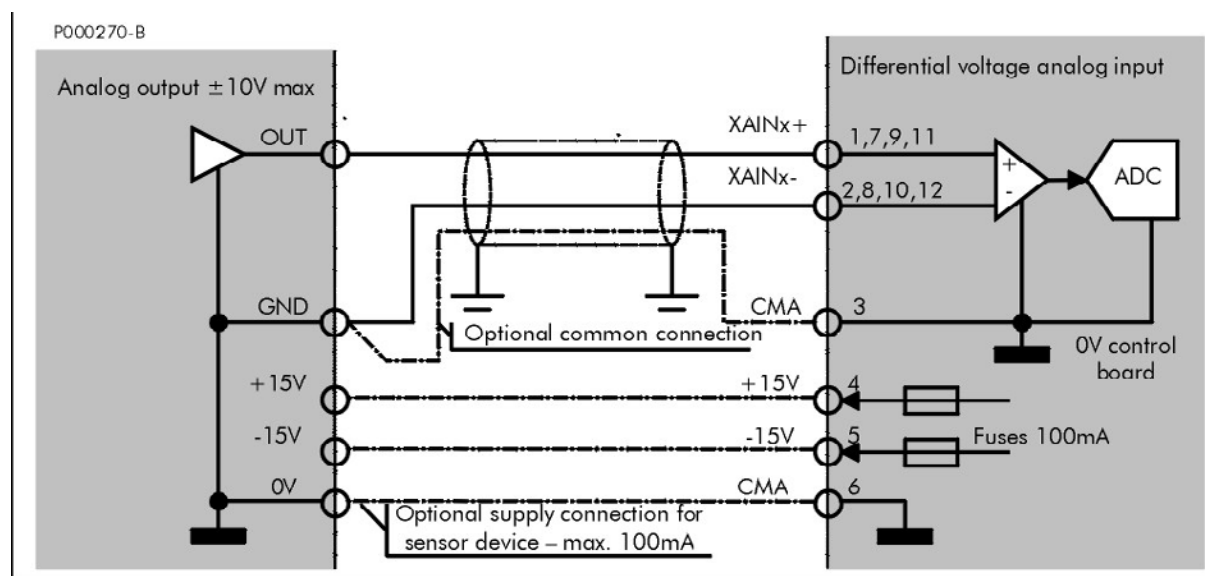 P000270-B
Analog output ±10V max
Differential voltage analog input
OUT
XAINx+
1,7,9,11
XAINx-
2,8,10,12
+
-
ADC
GND
CMA
3
Optional common connection
0V control
board
+15V
+15V
4
-15V
-15V
5
Fuses 100mA
0V
CMA
6
Optional supply connection for
sensor device – max. 100mA